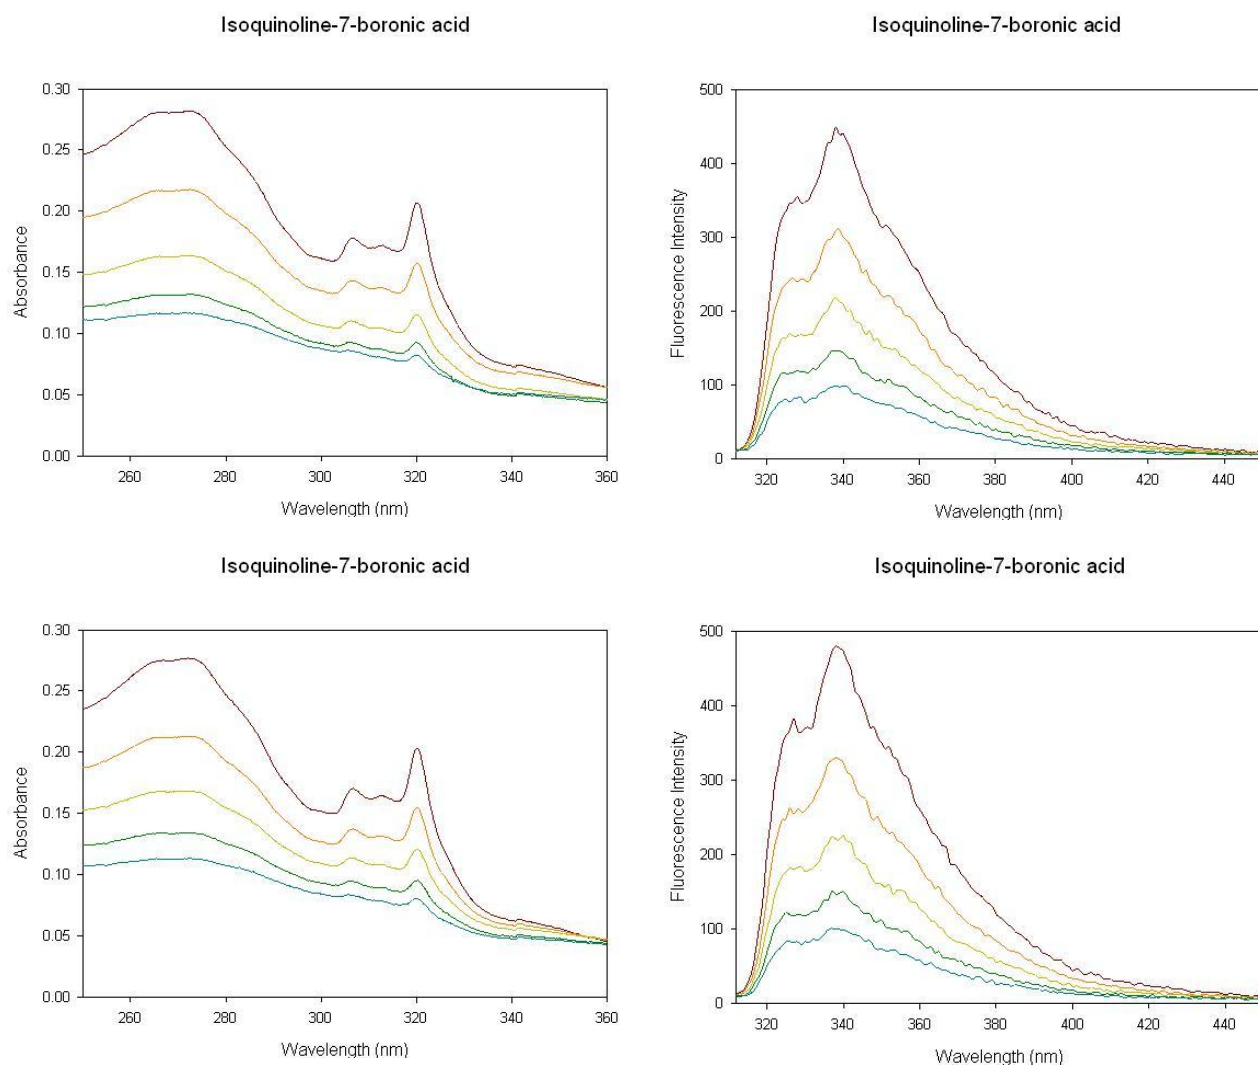 Isoquinoline-7-boronic acid
0.30
0.25
0.20
0.15
0.10
0.05
0.00
Absorbance
260 280 300 320 340 360
Wavelength (nm)
Isoquinoline-7-boronic acid
500
400
300
200
100
0
Fluorescence Intensity
320 340 360 380 400 420 440
Wavelength (nm)
Isoquinoline-7-boronic acid
0.30
0.25
0.20
0.15
0.10
0.05
0.00
Absorbance
260 280 300 320 340 360
Wavelength (nm)
Isoquinoline-7-boronic acid
500
400
300
200
100
0
Fluorescence Intensity
320 340 360 380 400 420 440
Wavelength (nm)